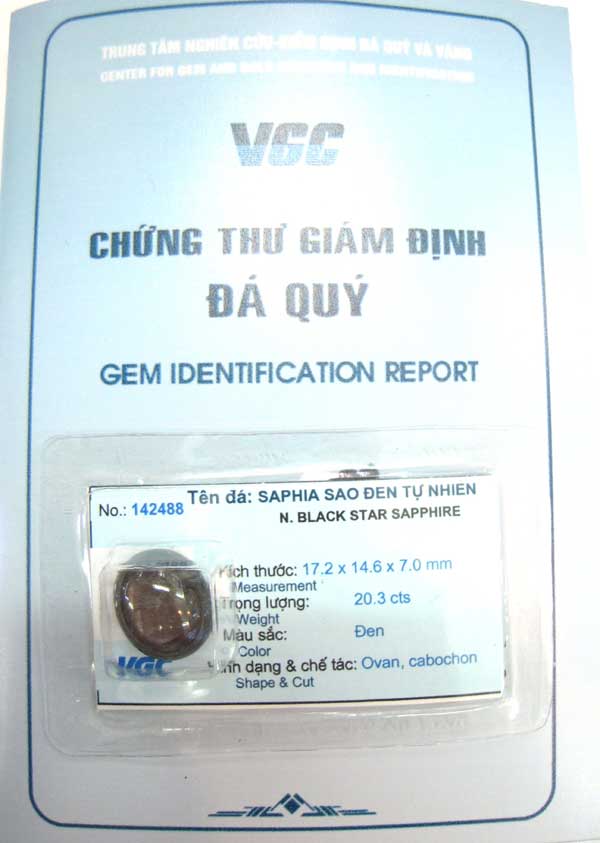 TRUNG TÂM NGHIÊN CỨU-KIỂM ĐỊNH ĐÁ QUÝ VÀ VÀNG
CENTER FOR GEM AND GOLD
VGC
CHỨNG THƯ GIÁM ĐỊNH
ĐÁ QUÝ
GEM IDENTIFICATION REPORT
No.: 142488 Tên đá: SAPHIA SAO ĐEN TỰ NHIEN
N. BLACK STAR SAPPHIRE
Kích thước: 17.2 x 14.6 x 7.0 mm
Measurement
Trọng lượng: 20.3 cts
Weight
Màu sắc: Đen
Color
Hình dạng & chế tác: Ovan, cabochon
Shape & Cut
VGC